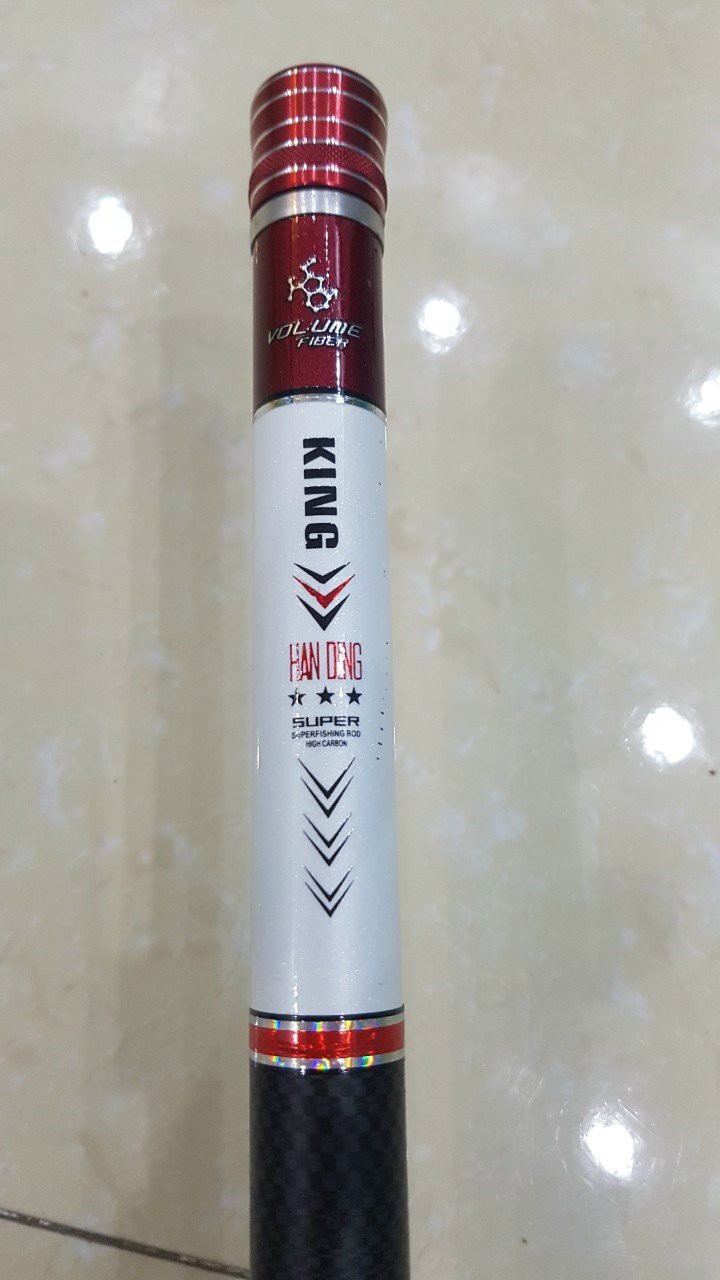 VOLUME
FIBER
KING
HAN DENG
SUPER
SUPERFISHING ROD
HIGH CARBON